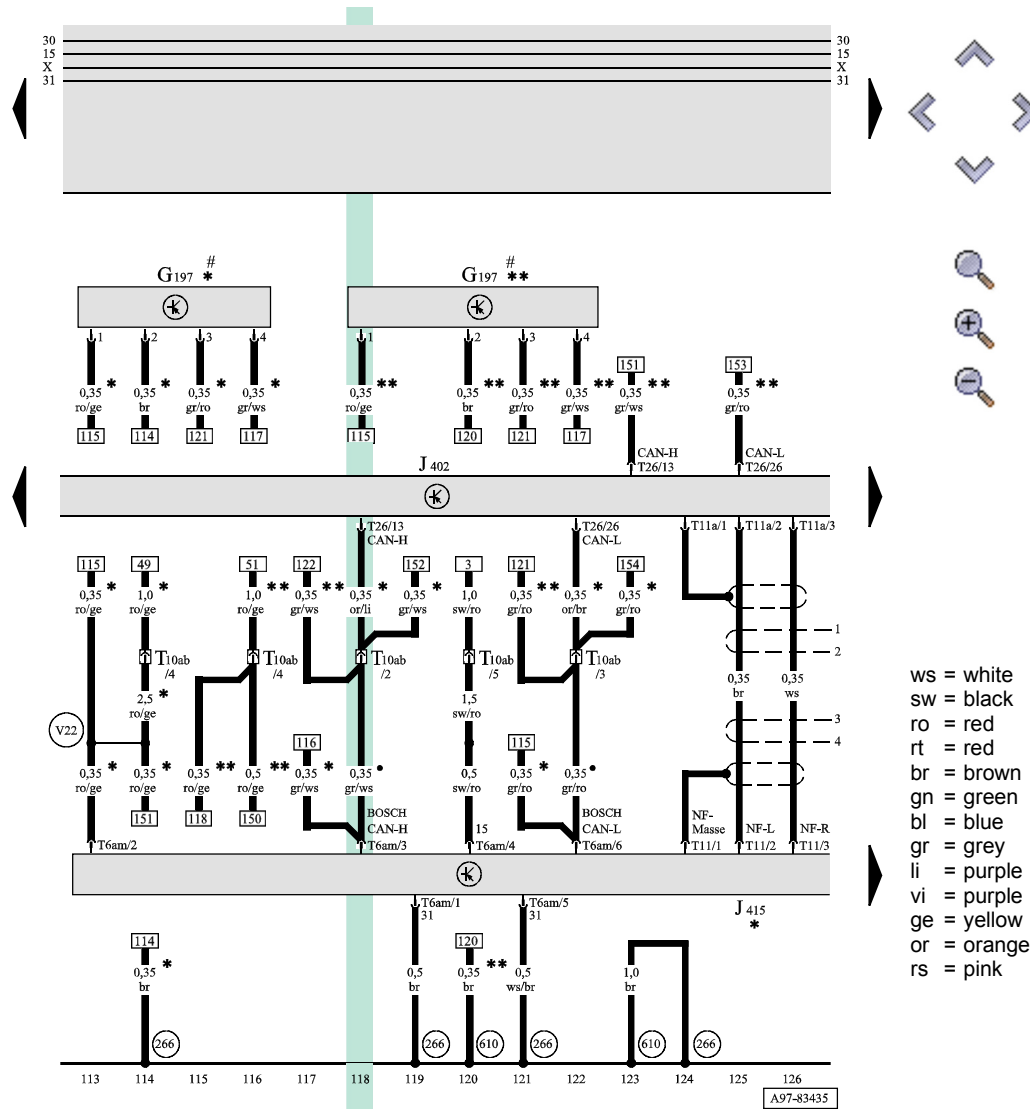 30 30
15 15
X X
31 31
G197 # * G197 # **
1 2 3 4 1 2 3 4
151 153
0,35 * 0,35 * 0,35 * 0,35 * 0,35 ** 0,35 ** 0,35 ** 0,35 ** 0,35 ** 0,35 **
ro/ge br gr/ro gr/ws ro/ge br gr/ro gr/ws gr/ws gr/ro
115 114 121 117 115 120 121 117
J 402
CAN-H CAN-L
T26/13 T26/26
T26/13 T26/26 T11a/1 T11a/2 T11a/3
CAN-H CAN-L
115 49 51 122 152 3 121 154
0,35 * 1,0 * 1,0 ** 0,35 ** 0,35 * 0,35 * 1,0 0,35 ** 0,35 * 0,35 *
ro/ge ro/ge ro/ge gr/ws or/li gr/ws sw/ro gr/ro or/br gr/ro
1
2
T10ab T10ab T10ab T10ab T10ab
/4 /4 /2 /5 /3
2,5 * 1,5 0,35 0,35
ro/ge sw/ro br ws
V22
3
4
116 115
0,35 * 0,35 * 0,35 ** 0,5 ** 0,35 * 0,35 • 0,5 0,35 * 0,35 •
ro/ge ro/ge ro/ge ro/ge gr/ws gr/ws sw/ro gr/ro gr/ro
151 118 150
BOSCH BOSCH NF-
CAN-H 15 CAN-L Masse NF-L NF-R
T6am/2 T6am/3 T6am/4 T6am/6 T11/1 T11/2 T11/3
T6am/1 T6am/5 J 415
31 31 *
114 120
0,35 * 0,5 0,35 ** 0,5 1,0
br br br ws/br br
266 266 610 266 610 266
113 114 115 116 117 118 119 120 121 122 123 124 125 126
A97-83435
ws = white
sw = black
ro = red
rt = red
br = brown
gn = green
bl = blue
gr = grey
li = purple
vi = purple
ge = yellow
or = orange
rs = pink